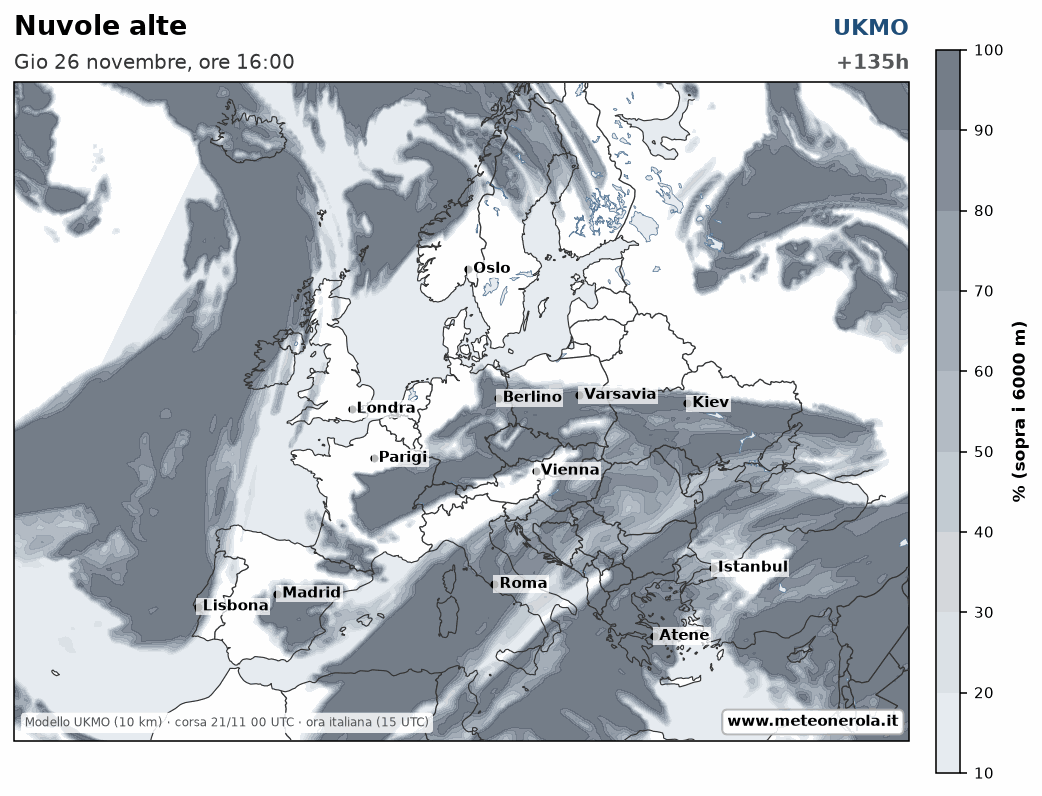 Nuvole alte
UKMO
Gio 26 novembre, ore 16:00
+135h
100
90
80
70
60
50
40
30
20
10
% (sopra i 6000 m)
Oslo
Londra
Berlino
Varsavia
Kiev
Parigi
Vienna
Istanbul
Roma
Madrid
Lisbona
Atene
Modello UKMO (10 km) · corsa 21/11 00 UTC · ora italiana (15 UTC)
www.meteonerola.it